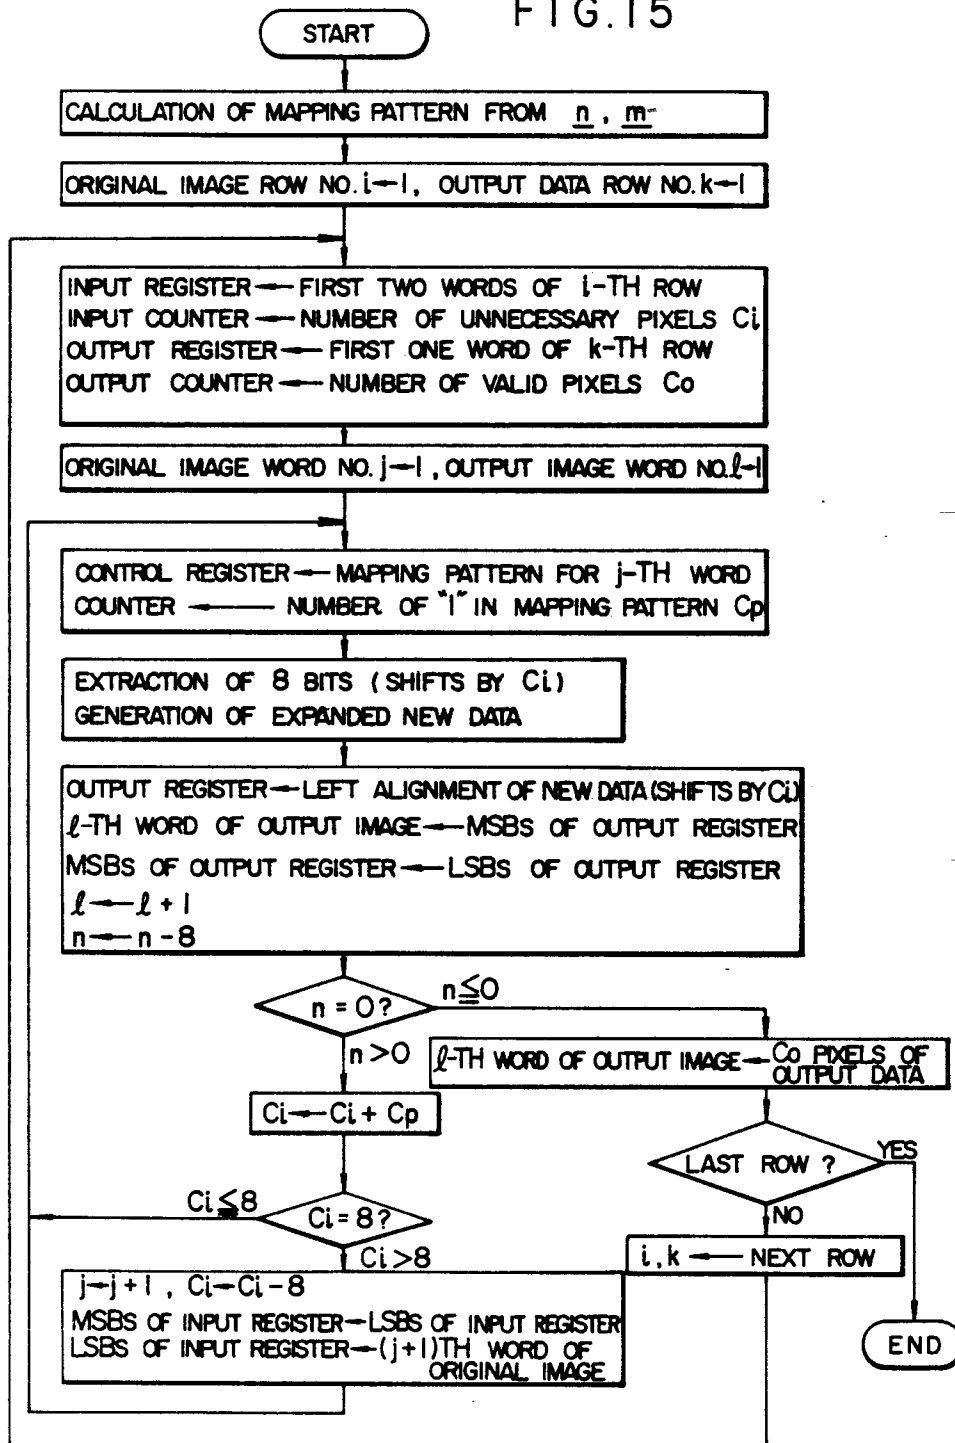 FIG.15
START
CALCULATION OF MAPPING PATTERN FROM n , m
ORIGINAL IMAGE ROW NO. i←1, OUTPUT DATA ROW NO. k←1
INPUT REGISTER←FIRST TWO WORDS OF i-TH ROW
INPUT COUNTER←NUMBER OF UNNECESSARY PIXELS Ci
OUTPUT REGISTER←FIRST ONE WORD OF k-TH ROW
OUTPUT COUNTER←NUMBER OF VALID PIXELS Co
ORIGINAL IMAGE WORD NO. j←1, OUTPUT IMAGE WORD NO. ℓ←1
CONTROL REGISTER←MAPPING PATTERN FOR j-TH WORD
COUNTER←NUMBER OF "1" IN MAPPING PATTERN Cp
EXTRACTION OF 8 BITS (SHIFTS BY Ci)
GENERATION OF EXPANDED NEW DATA
OUTPUT REGISTER←LEFT ALIGNMENT OF NEW DATA (SHIFTS BY Ci)
ℓ-TH WORD OF OUTPUT IMAGE←MSBs OF OUTPUT REGISTER
MSBs OF OUTPUT REGISTER←LSBs OF OUTPUT REGISTER
ℓ←ℓ+1
n←n-8
n=0?
n≦0
n>0
ℓ-TH WORD OF OUTPUT IMAGE←Co PIXELS OF
OUTPUT DATA
Ci←Ci+Cp
LAST ROW ?
YES
NO
Ci≦8
Ci=8?
Ci>8
i,k←NEXT ROW
j←j+1, Ci←Ci-8
MSBs OF INPUT REGISTER←LSBs OF INPUT REGISTER
LSBs OF INPUT REGISTER←(j+1)TH WORD OF
ORIGINAL IMAGE
END